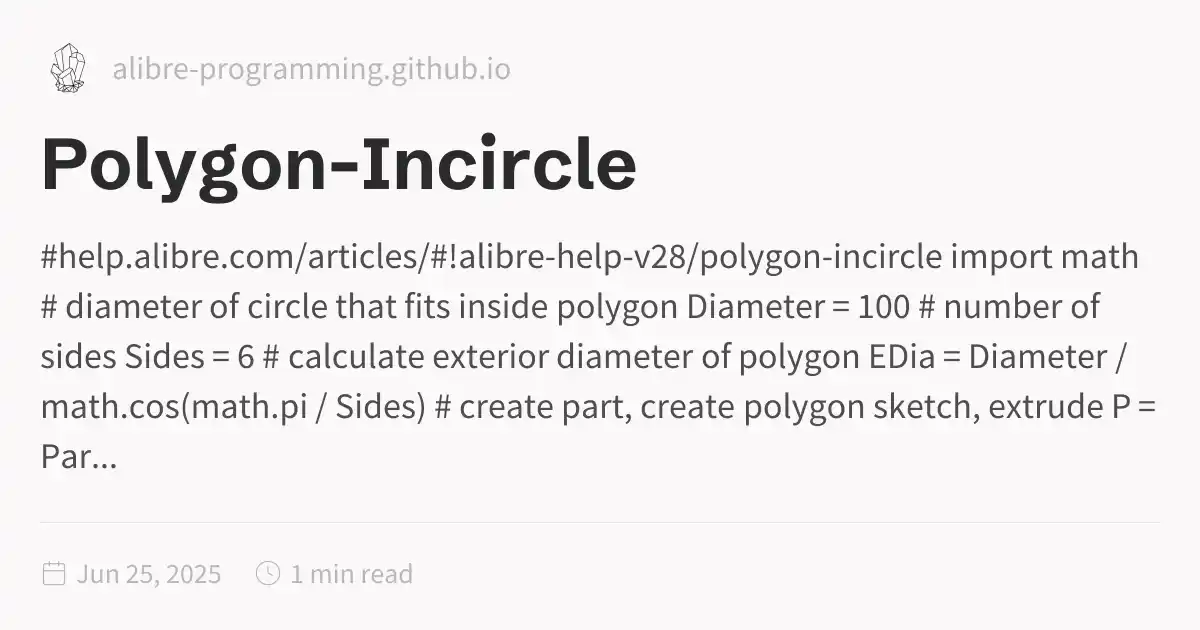 alibre-programming.github.io
Polygon-Incircle
#help.alibre.com/articles/#!alibre-help-v28/polygon-incircle import math
# diameter of circle that fits inside polygon Diameter = 100 # number of
sides Sides = 6 # calculate exterior diameter of polygon EDia = Diameter /
math.cos(math.pi / Sides) # create part, create polygon sketch, extrude P =
Par...
Jun 25, 2025 1 min read